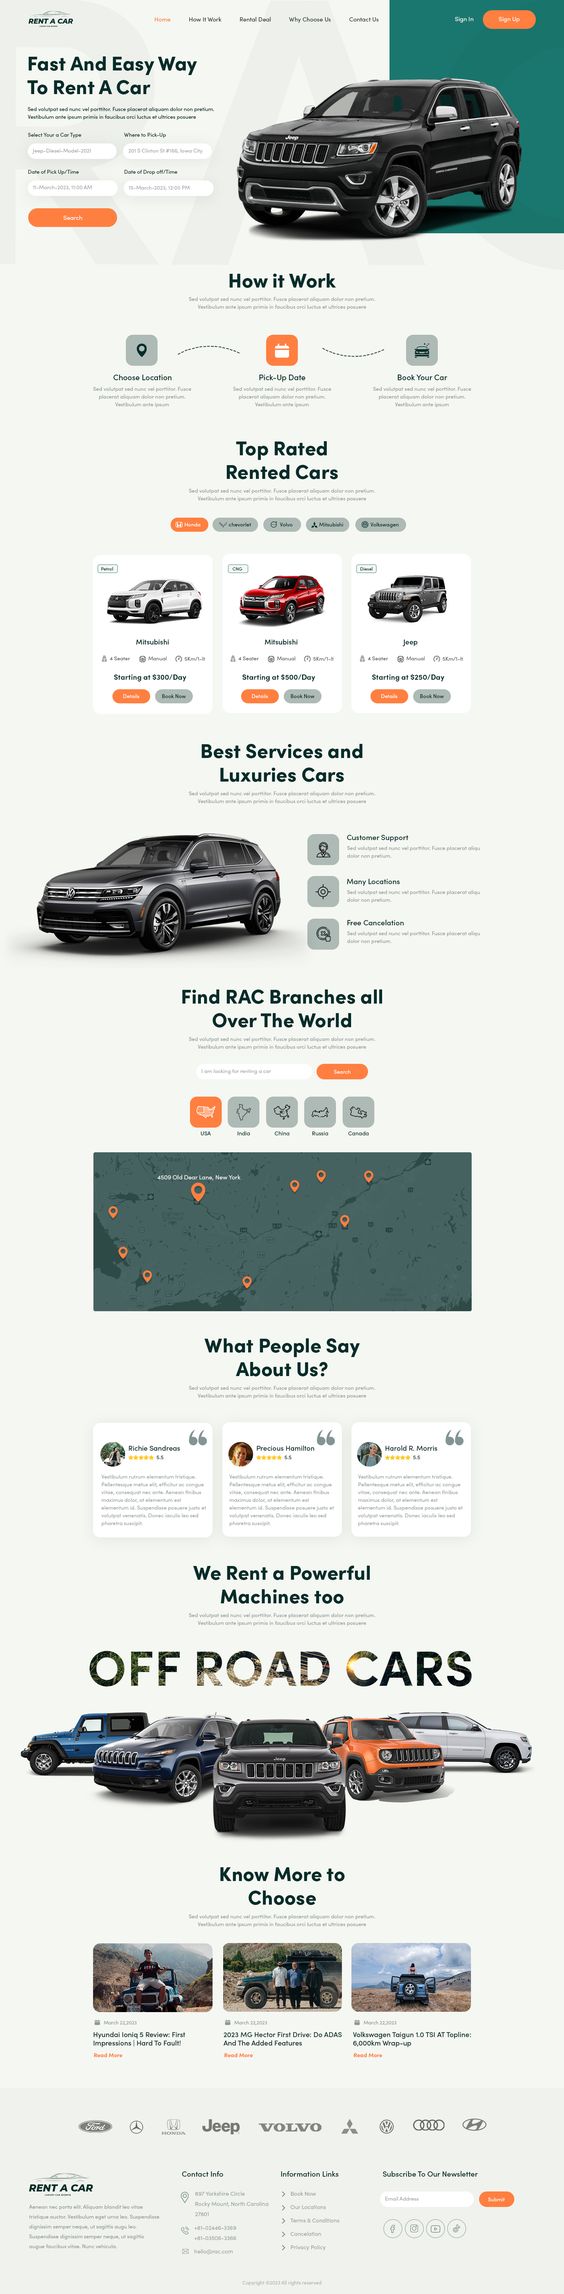 RENT A CAR
Home
How It Work
Rental Deal
Why Choose Us
Contact Us
Sign In
Sign Up
Fast And Easy Way
To Rent A Car
Sed volutpat sed nunc vel porttitor. Fusce placerat aliquam dolor non pretium.
Vestibulum ante ipsum primis in faucibus orci luctus et ultrices posuere
Select Your a Car Type
Where to Pick-Up
Jeep-Diesel-Model-2021
201 S Clinton St #166, Iowa City
Date of Pick Up/Time
Date of Drop off/Time
11-March-2023, 11:00 AM
15-March-2023, 12:00 PM
Search
Jeep
How it Work
Sed volutpat sed nunc vel porttitor. Fusce placerat aliquam dolor non pretium.
Vestibulum ante ipsum primis in faucibus orci luctus et ultrices posuere
Choose Location
Sed volutpat sed nunc vel porttitor. Fusce
placerat aliquam dolor non pretium.
Vestibulum ante ipsum
Pick-Up Date
Sed volutpat sed nunc vel porttitor. Fusce
placerat aliquam dolor non pretium.
Vestibulum ante ipsum
Book Your Car
Sed volutpat sed nunc vel porttitor. Fusce
placerat aliquam dolor non pretium.
Vestibulum ante ipsum
Top Rated
Rented Cars
Sed volutpat sed nunc vel porttitor. Fusce placerat aliquam dolor non pretium.
Vestibulum ante ipsum primis in faucibus orci luctus et ultrices posuere
Honda
chevorlet
Volvo
Mitsubishi
Volkswagen
Petrol
Mitsubishi
4 Seater
Manual
5Km/1-lt
Starting at $300/Day
Details
Book Now
CNG
Mitsubishi
4 Seater
Manual
5Km/1-lt
Starting at $500/Day
Details
Book Now
Diesel
Jeep
4 Seater
Manual
5Km/1-lt
Starting at $250/Day
Details
Book Now
Best Services and
Luxuries Cars
Sed volutpat sed nunc vel porttitor. Fusce placerat aliquam dolor non pretium.
Vestibulum ante ipsum primis in faucibus orci luctus et ultrices posuere
Customer Support
Sed volutpat sed nunc vel porttitor. Fusce placerat aliqu
dolor non pretium.
Many Locations
Sed volutpat sed nunc vel porttitor. Fusce placerat aliqu
dolor non pretium.
Free Cancelation
Sed volutpat sed nunc vel porttitor. Fusce placerat aliqu
dolor non pretium.
Find RAC Branches all
Over The World
Sed volutpat sed nunc vel porttitor. Fusce placerat aliquam dolor non pretium.
Vestibulum ante ipsum primis in faucibus orci luctus et ultrices posuere
I am looking for renting a car
Search
USA
India
China
Russia
Canada
4509 Old Dear Lane, New York
What People Say
About Us?
Sed volutpat sed nunc vel porttitor. Fusce placerat aliquam dolor non pretium.
Vestibulum ante ipsum primis in faucibus orci luctus et ultrices posuere
Richie Sandreas
5.5
Vestibulum rutrum elementum tristique.
Pellentesque metus elit, efficitur ac congue
vitae, consequat nec ante. Aenean finibus
maximus dolor, at elementum est
elementum id. Suspendisse posuere justo et
volutpat venenatis. Donec iaculis leo sed
pharetra suscipit.
Precious Hamilton
5.5
Vestibulum rutrum elementum tristique.
Pellentesque metus elit, efficitur ac congue
vitae, consequat nec ante. Aenean finibus
maximus dolor, at elementum est
elementum id. Suspendisse posuere justo et
volutpat venenatis. Donec iaculis leo sed
pharetra suscipit.
Harold R. Morris
5.5
Vestibulum rutrum elementum tristique.
Pellentesque metus elit, efficitur ac congue
vitae, consequat nec ante. Aenean finibus
maximus dolor, at elementum est
elementum id. Suspendisse posuere justo et
volutpat venenatis. Donec iaculis leo sed
pharetra suscipit.
We Rent a Powerful
Machines too
Sed volutpat sed nunc vel porttitor. Fusce placerat aliquam dolor non pretium.
Vestibulum ante ipsum primis in faucibus orci luctus et ultrices posuere
OFF ROAD CARS
Jeep
Know More to
Choose
Sed volutpat sed nunc vel porttitor. Fusce placerat aliquam dolor non pretium.
Vestibulum ante ipsum primis in faucibus orci luctus et ultrices posuere
March 22,2023
Hyundai Ioniq 5 Review: First
Impressions | Hard To Fault!
Read More
March 22,2023
2023 MG Hector First Drive: Do ADAS
And The Added Features
Read More
March 22,2023
Volkswagen Taigun 1.0 TSI AT Topline:
6,000km Wrap-up
Read More
Ford
HONDA
Jeep
VOLVO
RENT A CAR
Aenean nec porta elit. Aliquam blandit leo vitae
tristique auctor. Vestibulum eget urna leo. Sed in
dignissim semper neque, ut sagittis augu leo.
Suspendisse dignissim semper neque, ut sagittis
augue faucibus vitae. Nunc vehicula.
Contact Info
697 Yorkshire Circle
Rocky Mount, North Carolina
27801
+61-02446-3369
+61-03506-3366
hello@rac.com
Information Links
Book Now
Our Locations
Terms & Conditions
Cancelation
Privacy Policy
Subscribe To Our Newsletter
Email Address
Submit
Copyright ©2023 All rights reserved